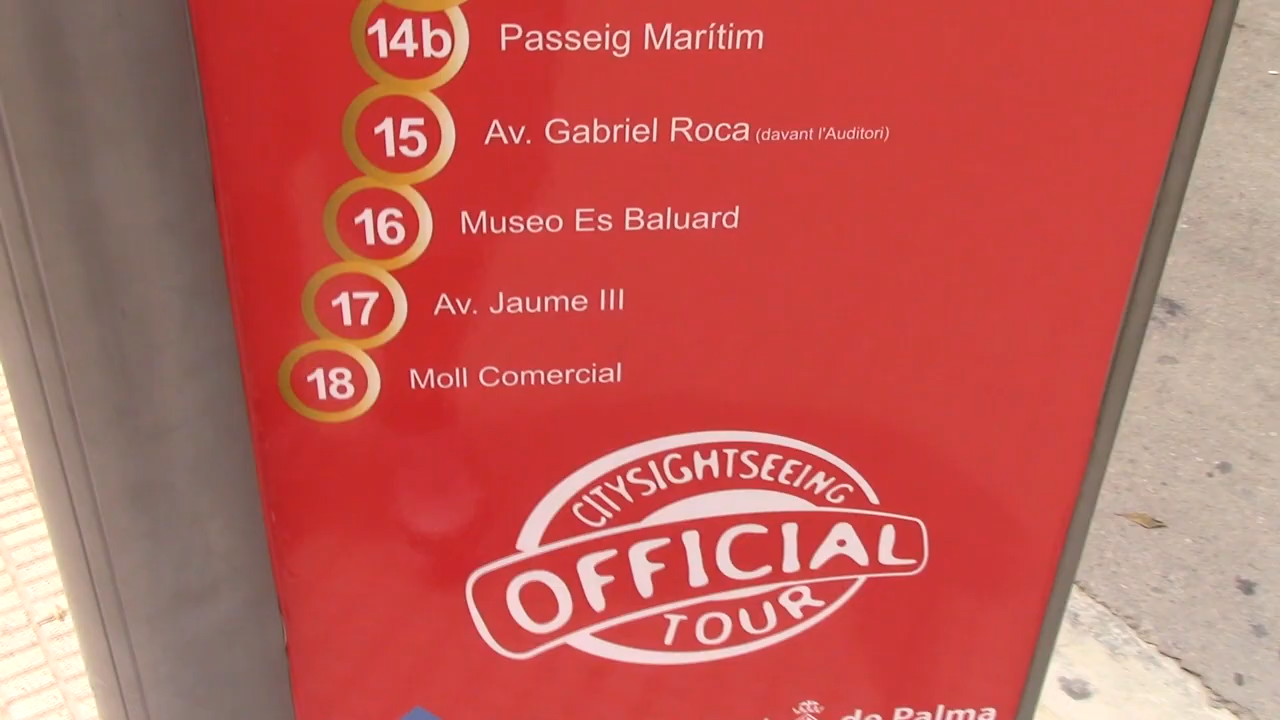 14b Passeig Marítim
15 Av. Gabriel Roca (davant l'Auditori)
16 Museo Es Baluard
17 Av. Jaume III
18 Moll Comercial
CITYSIGHTSEEING
OFFICIAL
TOUR
de Palma